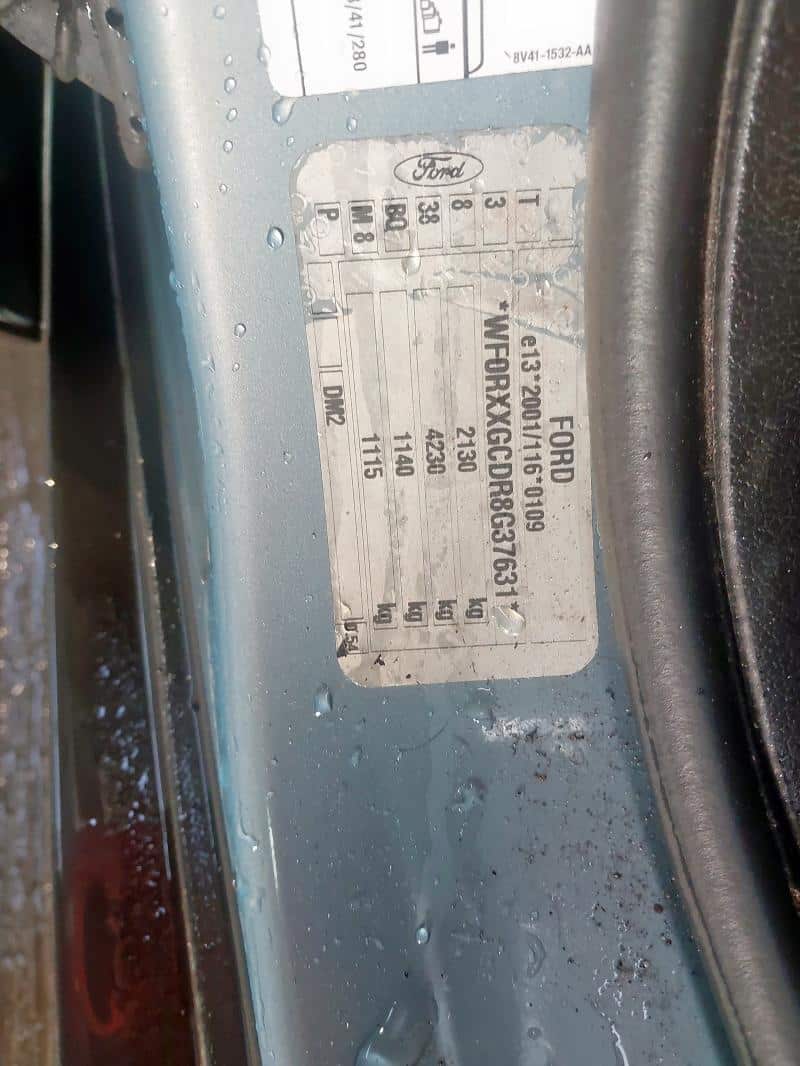 8V41-1532-AA
/41/280
Ford
FORD
T
e13*2001/116*0109
3
*WF0RXXGCDR8G37631*
8
2130 kg
38
4230 kg
BQ
1140 kg
M 8
1115 kg
P
DM2